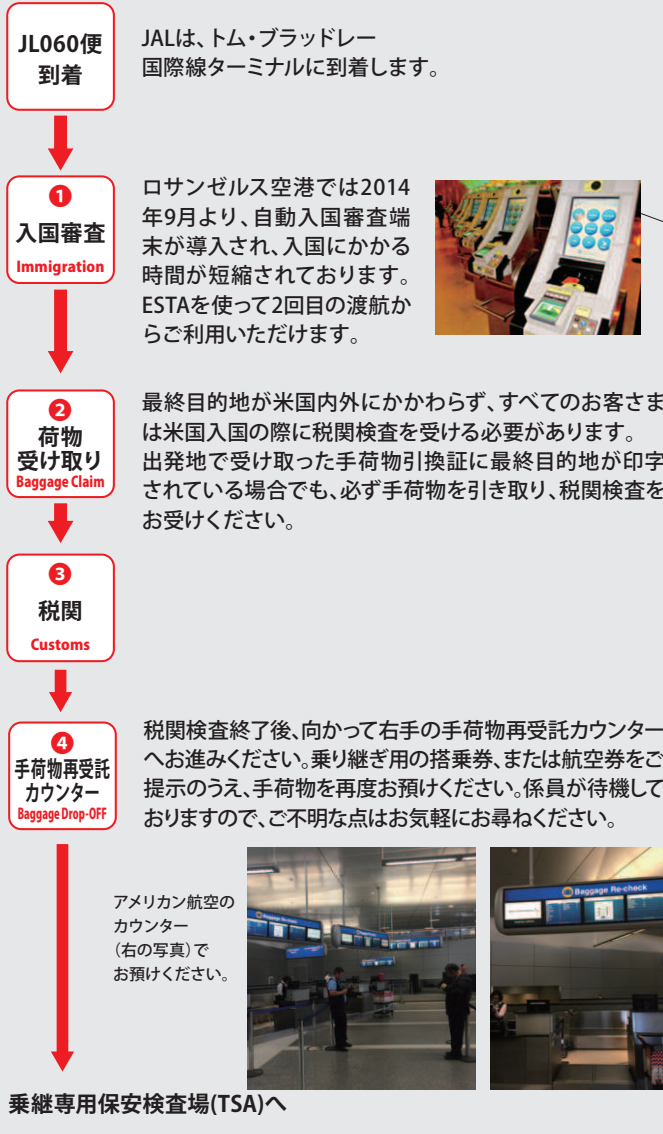 JL060便
到着
JALは、トム・ブラッドレー
国際線ターミナルに到着します。
❶
入国審査
Immigration
ロサンゼルス空港では2014
年9月より、自動入国審査端
末が導入され、入国にかかる
時間が短縮されております。
ESTAを使って2回目の渡航か
らご利用いただけます。
❷
荷物
受け取り
Baggage Claim
最終目的地が米国内外にかかわらず、すべてのお客さま
は米国入国の際に税関検査を受ける必要があります。
出発地で受け取った手荷物引換証に最終目的地が印字
されている場合でも、必ず手荷物を引き取り、税関検査を
お受けください。
❸
税関
Customs
❹
手荷物再受託
カウンター
Baggage Drop-OFF
税関検査終了後、向かって右手の手荷物再受託カウンター
へお進みください。乗り継ぎ用の搭乗券、または航空券をご
提示のうえ、手荷物を再度お預けください。係員が待機して
おりますので、ご不明な点はお気軽にお尋ねください。
アメリカン航空の
カウンター
（右の写真）で
お預けください。
Baggage Re-check
Baggage Re-check
乗継専用保安検査場(TSA)へ